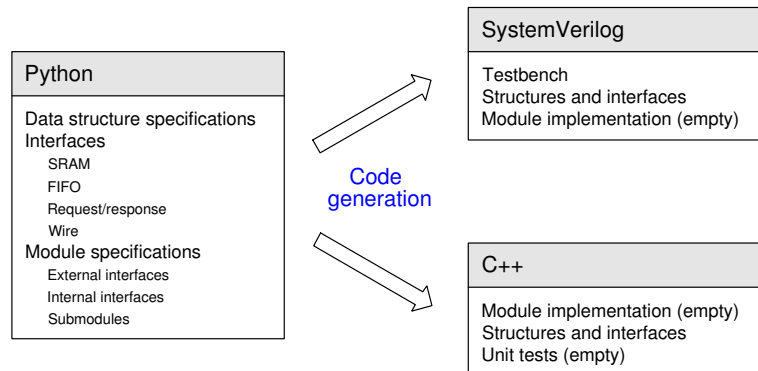 Python
Data structure specifications
Interfaces
SRAM
FIFO
Request/response
Wire
Module specifications
External interfaces
Internal interfaces
Submodules
Code
generation
SystemVerilog
Testbench
Structures and interfaces
Module implementation (empty)
C++
Module implementation (empty)
Structures and interfaces
Unit tests (empty)